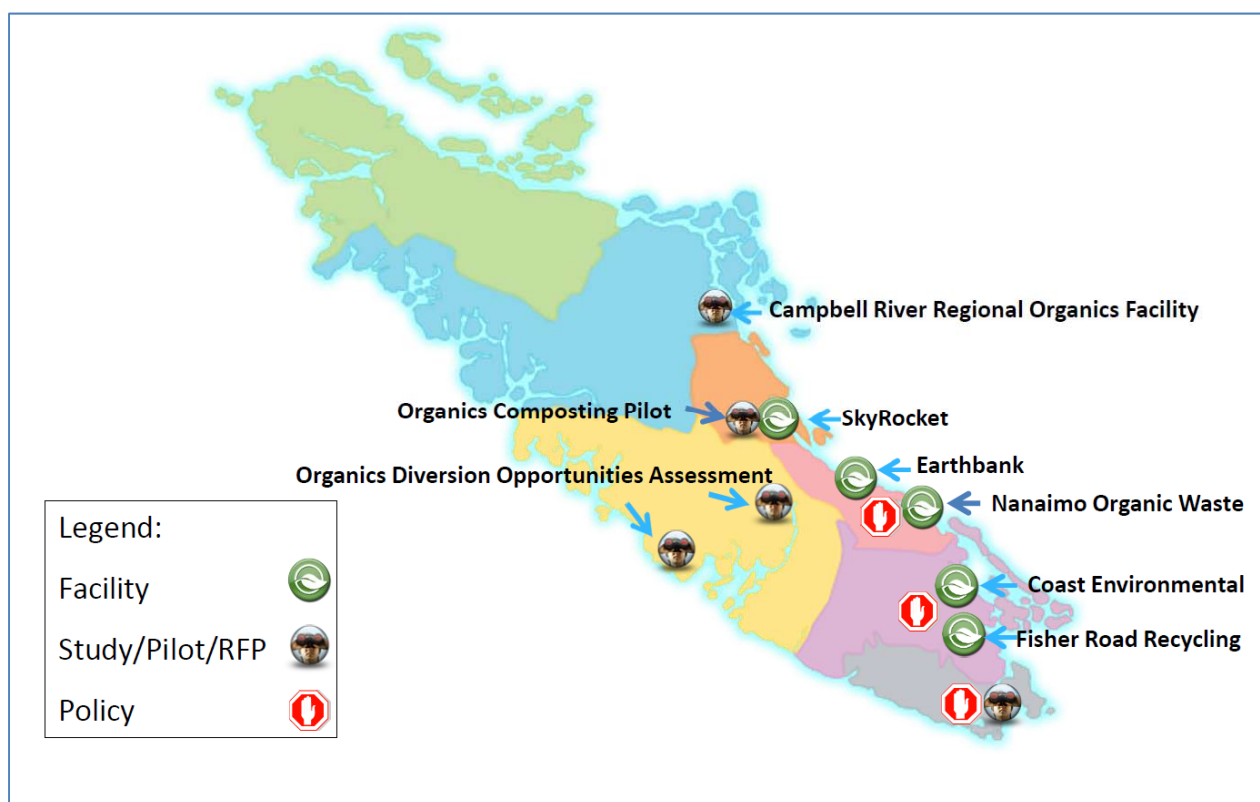 Campbell River Regional Organics Facility
Organics Composting Pilot
SkyRocket
Earthbank
Organics Diversion Opportunities Assessment
Nanaimo Organic Waste
Legend:
Facility
Study/Pilot/RFP
Policy
Coast Environmental
Fisher Road Recycling